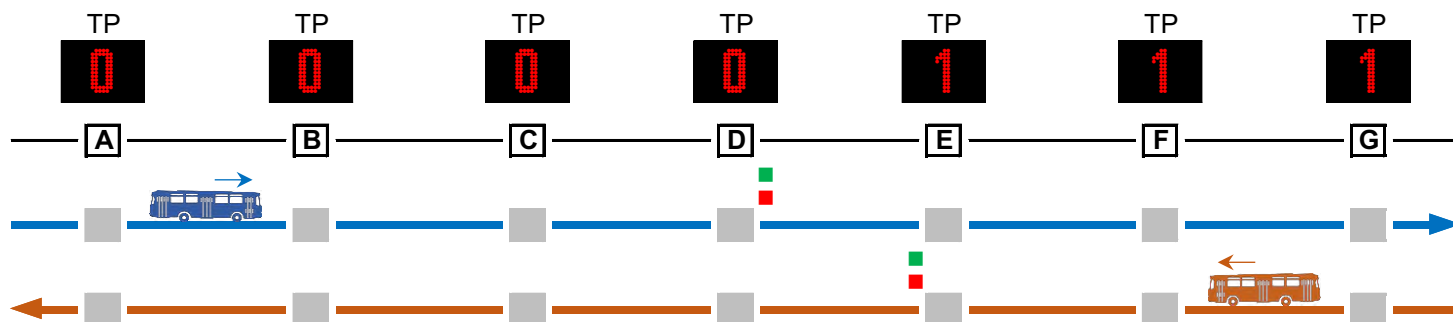 TP TP TP TP TP TP TP
0 0 0 0 1 1 1
A B C D E F G